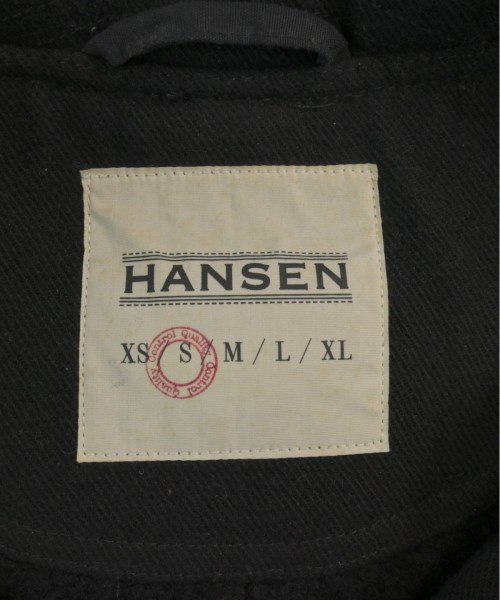 HANSEN
XS / S / M / L / XL
Quality Control Quality Control